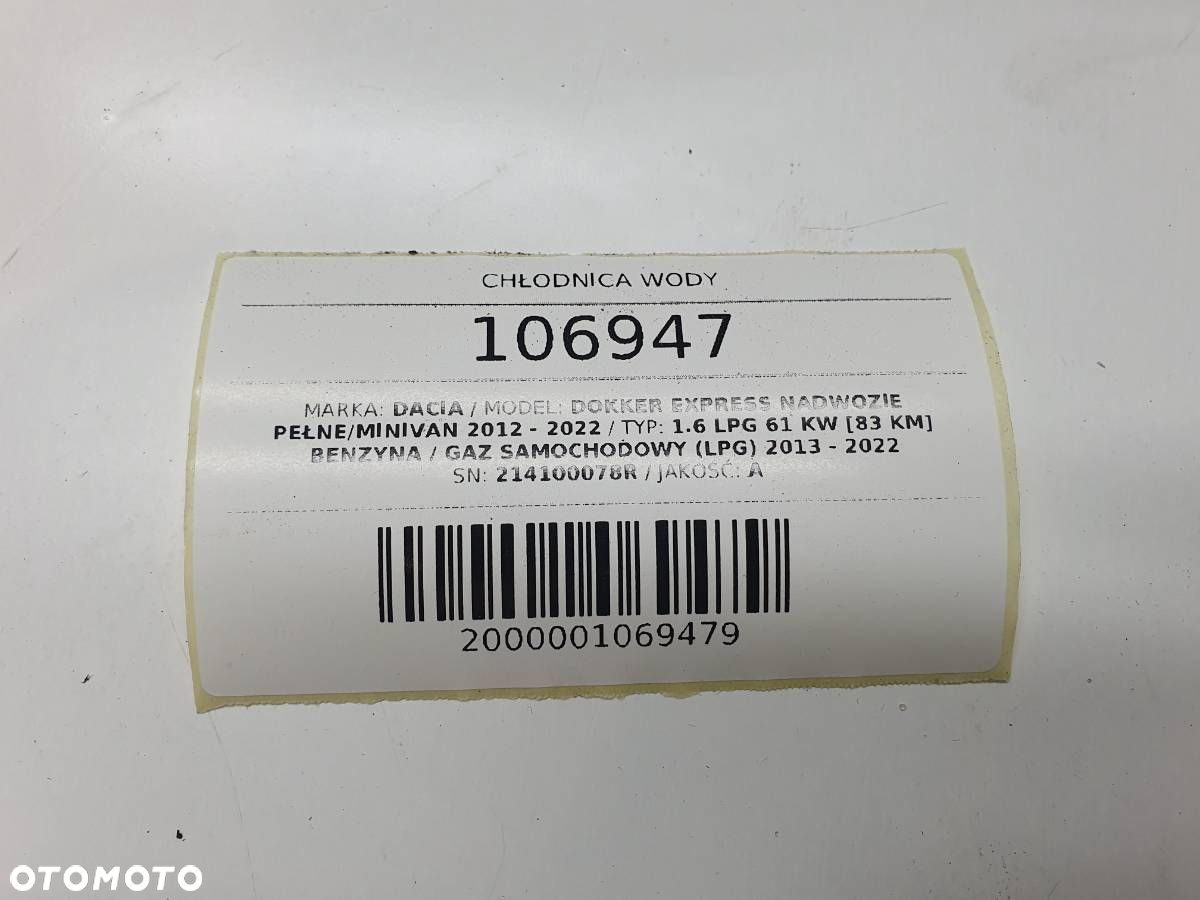 CHŁODNICA WODY
106947
MARKA: DACIA / MODEL: DOKKER EXPRESS NADWOZIE
PEŁNE/MINIVAN 2012 - 2022 / TYP: 1.6 LPG 61 KW [83 KM]
BENZYNA / GAZ SAMOCHODOWY (LPG) 2013 - 2022
SN: 214100078R / JAKOŚĆ: A
2000001069479
OTOMOTO